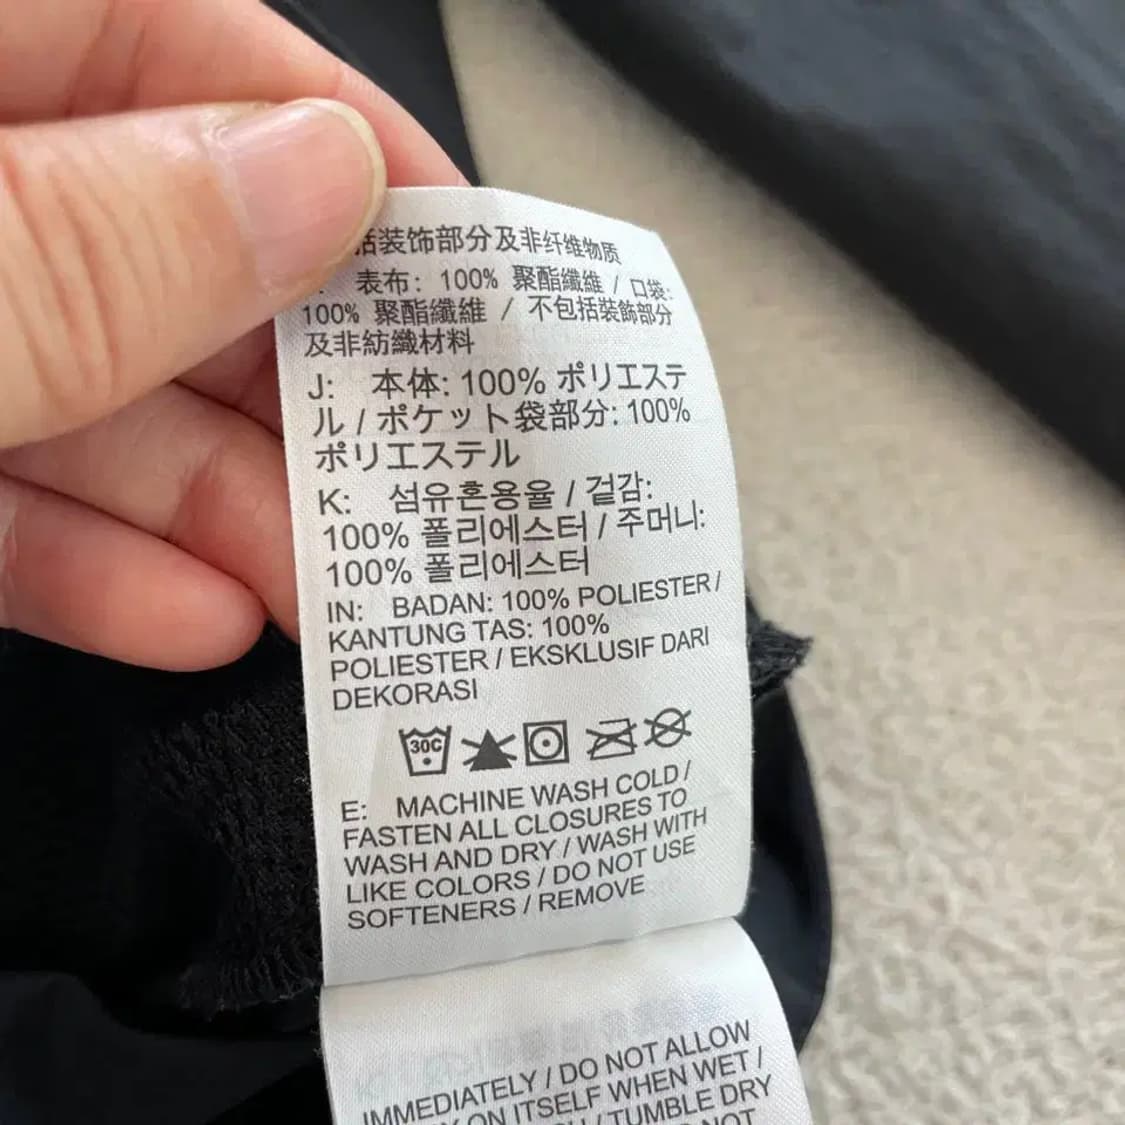 括装饰部分及非纤维物质
表布: 100% 聚酯纖維 / 口袋:
100% 聚酯纖維 / 不包括裝飾部分
及非紡織材料
J: 本体: 100% ポリエステ
ル / ポケット袋部分: 100%
ポリエステル
K: 섬유혼용율 / 겉감:
100% 폴리에스터 / 주머니:
100% 폴리에스터
IN: BADAN: 100% POLIESTER /
KANTUNG TAS: 100%
POLIESTER / EKSKLUSIF DARI
DEKORASI
30C
E: MACHINE WASH COLD /
FASTEN ALL CLOSURES TO
WASH AND DRY / WASH WITH
LIKE COLORS / DO NOT USE
SOFTENERS / REMOVE
IMMEDIATELY / DO NOT ALLOW
ON ITSELF WHEN WET /
/ TUMBLE DRY
NOT